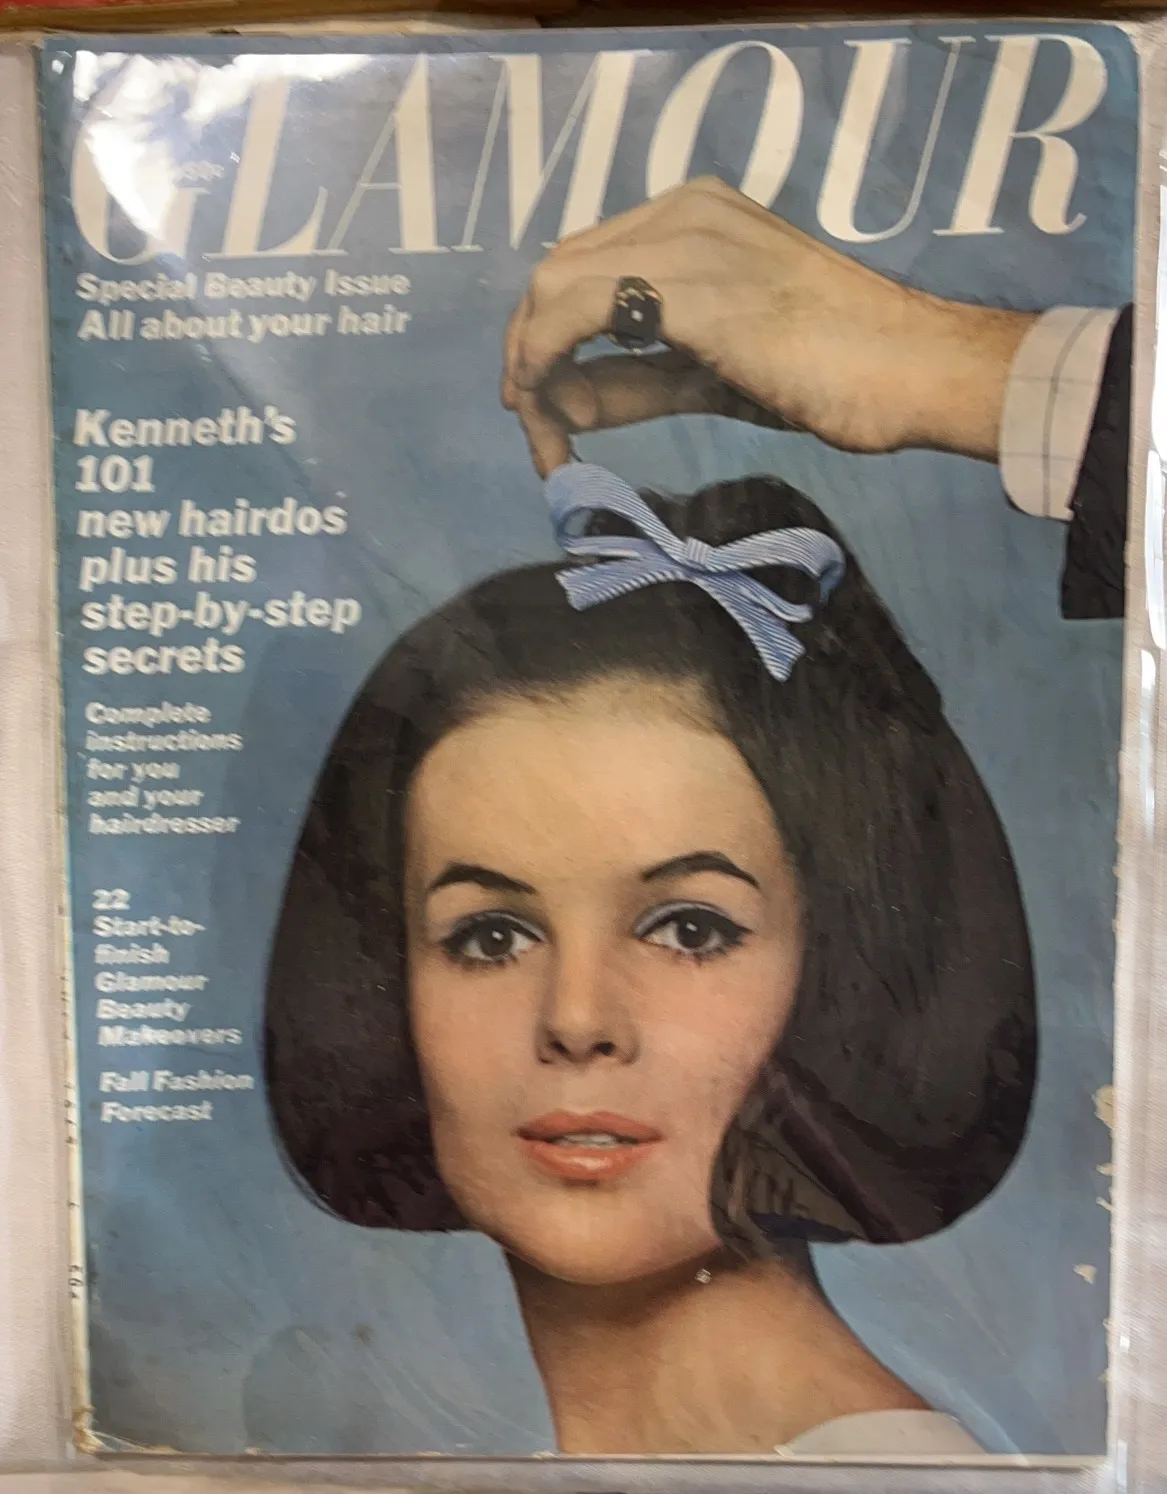 GLAMOUR
Special Beauty Issue
All about your hair
Kenneth's
101
new hairdos
plus his
step-by-step
secrets
Complete
instructions
for you
and your
hairdresser
22
Start-to-
finish
Glamour
Beauty
Makeovers
Fall Fashion
Forecast